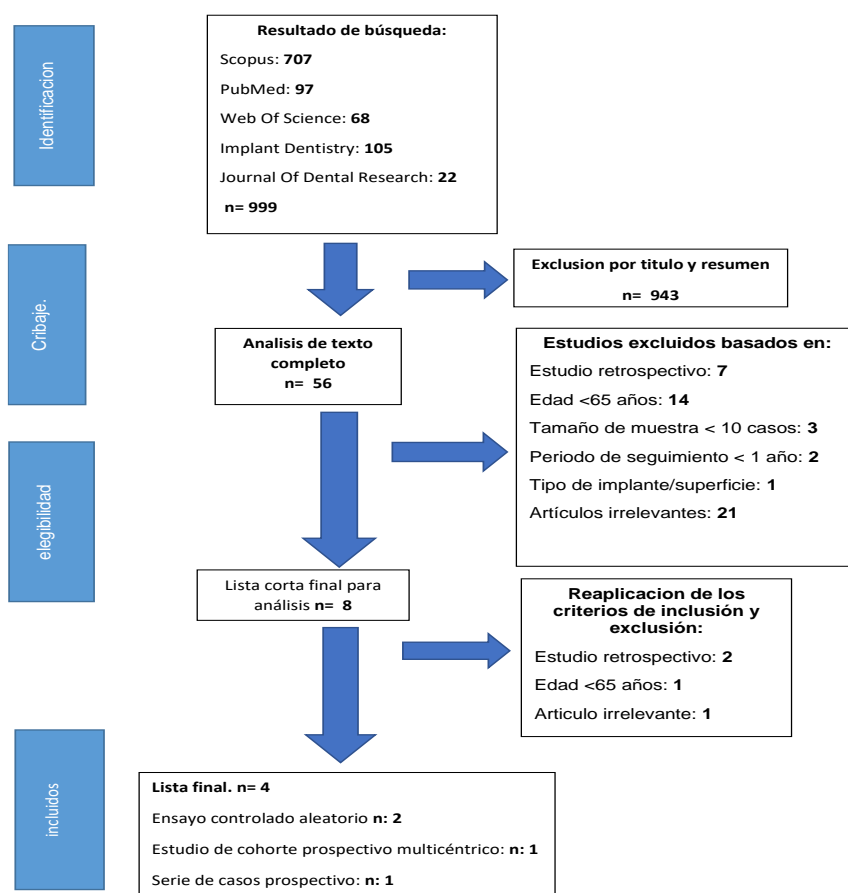 Identificacion
Resultado de búsqueda:
Scopus: 707
PubMed: 97
Web Of Science: 68
Implant Dentistry: 105
Journal Of Dental Research: 22
n= 999
Cribaje.
Exclusion por titulo y resumen
n= 943
Analisis de texto
completo
n= 56
Estudios excluidos basados en:
Estudio retrospectivo: 7
Edad <65 años: 14
Tamaño de muestra < 10 casos: 3
Periodo de seguimiento < 1 año: 2
Tipo de implante/superficie: 1
Artículos irrelevantes: 21
elegibilidad
Lista corta final para
análisis n= 8
Reaplicacion de los
criterios de inclusión y
exclusión:
Estudio retrospectivo: 2
Edad <65 años: 1
Articulo irrelevante: 1
incluidos
Lista final. n= 4
Ensayo controlado aleatorio n: 2
Estudio de cohorte prospectivo multicéntrico: n: 1
Serie de casos prospectivo: n: 1